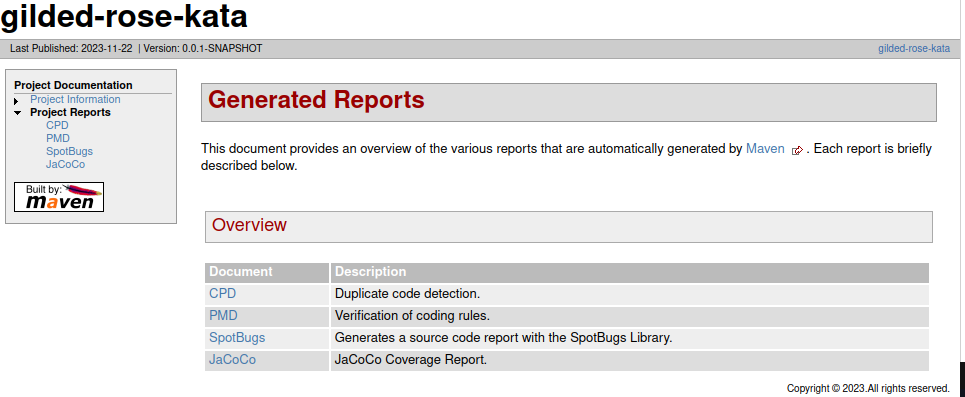 gilded-rose-kata
Last Published: 2023-11-22 | Version: 0.0.1-SNAPSHOT
gilded-rose-kata
Project Documentation
Project Information
Project Reports
CPD
PMD
SpotBugs
JaCoCo
Built by:
maven
Generated Reports
This document provides an overview of the various reports that are automatically generated by Maven . Each report is briefly
described below.
Overview
Document Description
CPD Duplicate code detection.
PMD Verification of coding rules.
SpotBugs Generates a source code report with the SpotBugs Library.
JaCoCo JaCoCo Coverage Report.
Copyright © 2023.All rights reserved.